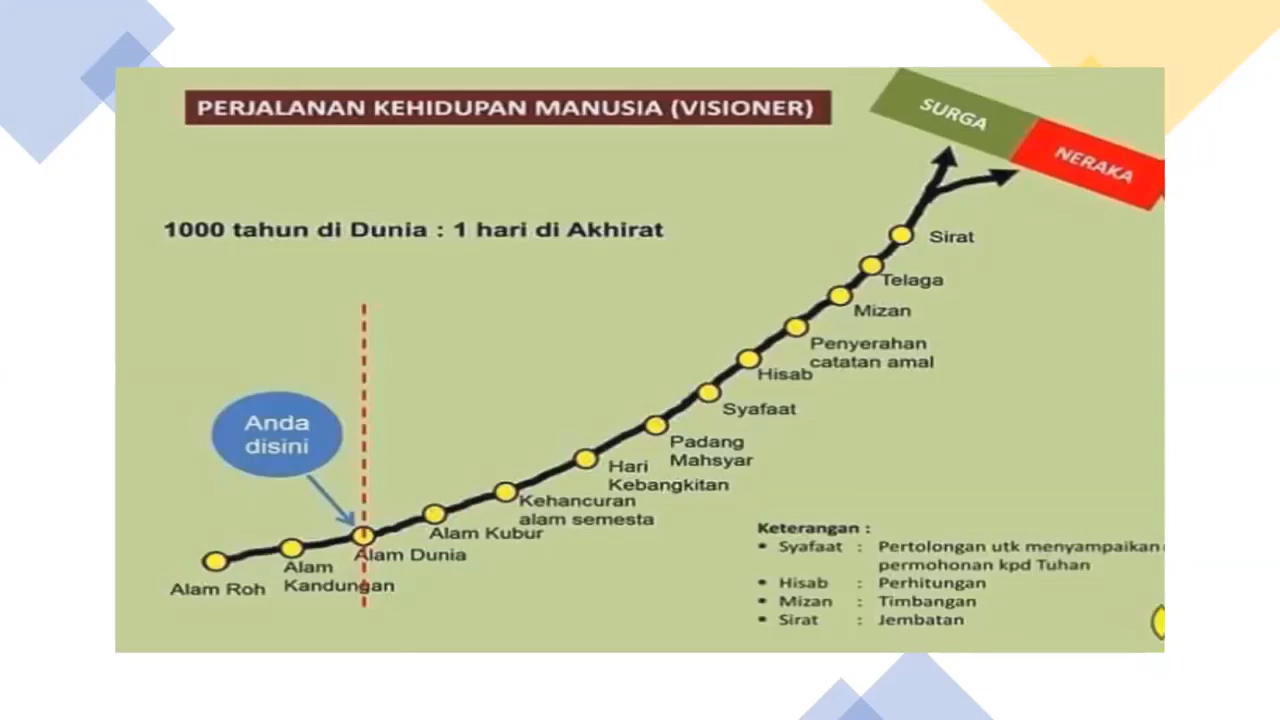 PERJALANAN KEHIDUPAN MANUSIA (VISIONER)
SURGA
NERAKA
1000 tahun di Dunia : 1 hari di Akhirat
Sirat
Telaga
Mizan
Penyerahan
catatan amal
Hisab
Syafaat
Padang
Mahsyar
Hari
Kebangkitan
Kehancuran
alam semesta
Alam Kubur
Alam Dunia
Alam
Kandungan
Alam Roh
Anda
disini
Keterangan :
• Syafaat : Pertolongan utk menyampaikan
permohonan kpd Tuhan
• Hisab : Perhitungan
• Mizan : Timbangan
• Sirat : Jembatan